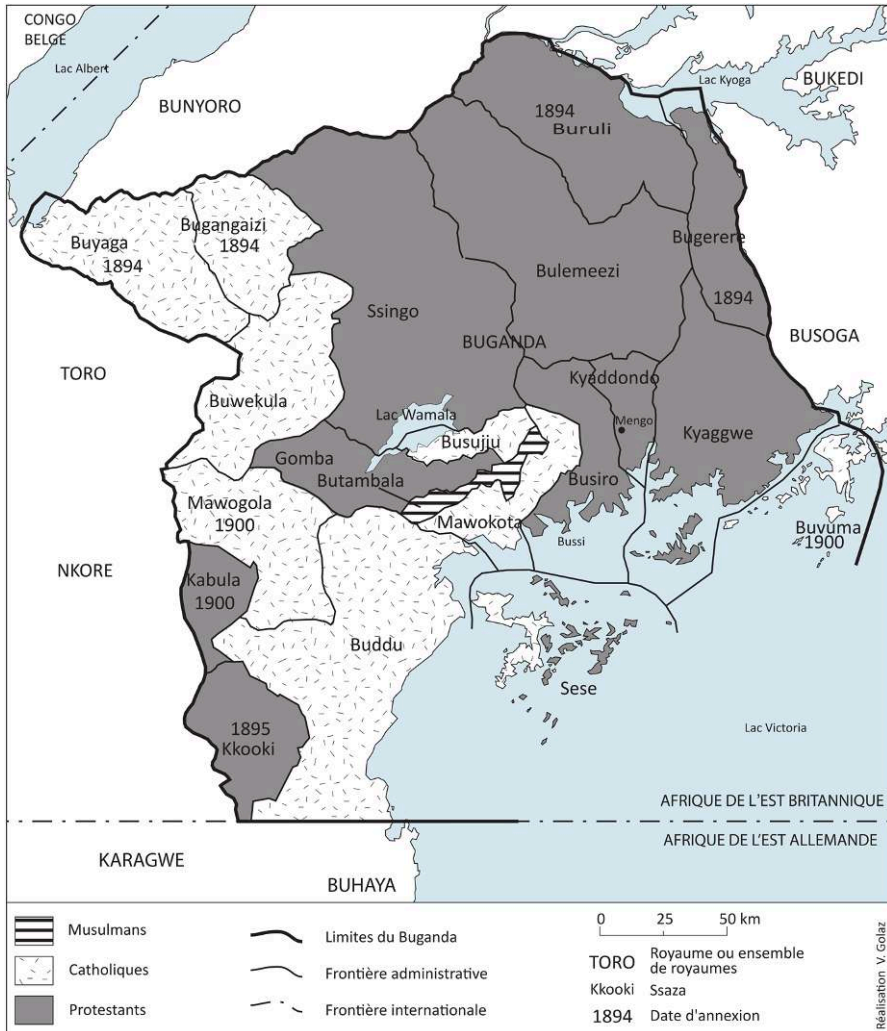 CONGO
BELGE
Lac Albert
BUNYORO
Lac Kyoga
BUKEDI
1894
Buruli
Bugangaizi
1894
Buyaga
1894
Bugerere
1894
Bulemeezi
Ssingo
BUGANDA
BUSOGA
TORO
Kyaddondo
Buwekula
Lac Wamala
Mengo
Busujju
Kyaggwe
Gomba
Butambala
Busiro
Mawogola
1900
Mawokota
Bussi
Buvuma
1900
NKORE
Kabula
1900
Buddu
Sese
1895
Kkooki
Lac Victoria
AFRIQUE DE L'EST BRITANNIQUE
AFRIQUE DE L'EST ALLEMANDE
KARAGWE
BUHAYA
Musulmans
Catholiques
Protestants
Limites du Buganda
Frontière administrative
Frontière internationale
0 25 50 km
TORO Royaume ou ensemble
de royaumes
Kkooki Ssaza
1894 Date d'annexion
Réalisation V. Golaz